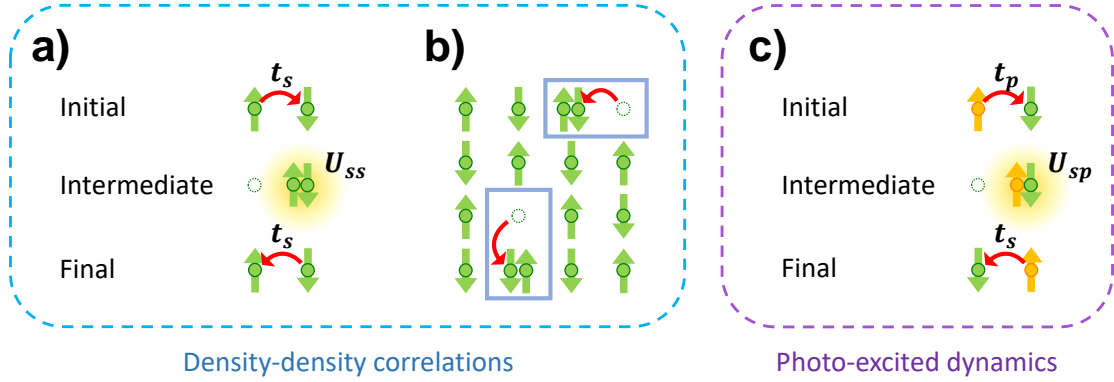 a)
t_s
Initial
U_ss
Intermediate
t_s
Final
b)
Density-density correlations
c)
t_p
Initial
U_sp
Intermediate
t_s
Final
Photo-excited dynamics